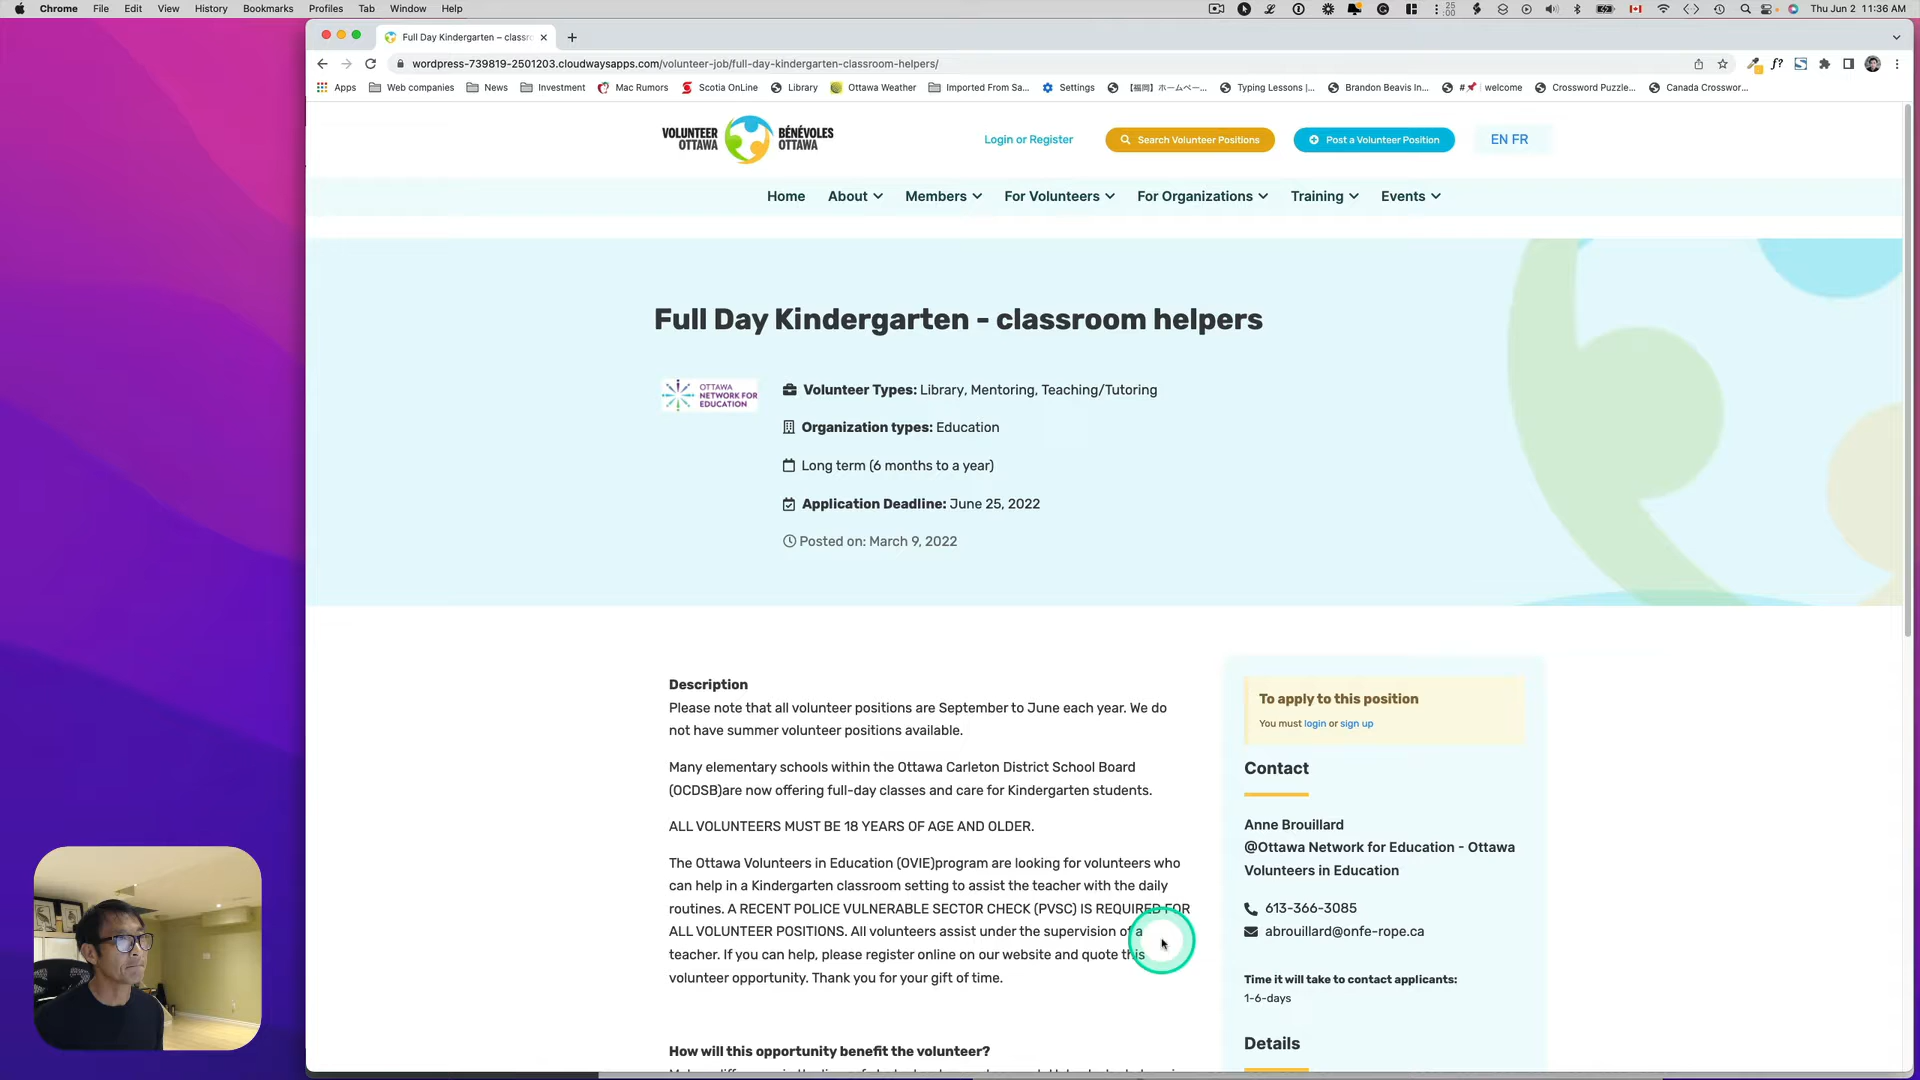 Chrome File Edit View History Bookmarks Profiles Tab Window Help
25
:00
Thu Jun 2 11:36 AM
Full Day Kindergarten – classr
wordpress-739819-2501203.cloudwaysapps.com/volunteer-job/full-day-kindergarten-classroom-helpers/
Apps Web companies News Investment Mac Rumors Scotia OnLine Library Ottawa Weather Imported From Sa... Settings 【福岡】ホームペー... Typing Lessons |... Brandon Beavis In... # | welcome Crossword Puzzle... Canada Crosswor...
VOLUNTEER OTTAWA
BÉNÉVOLES OTTAWA
Login or Register Search Volunteer Positions Post a Volunteer Position EN FR
Home About Members For Volunteers For Organizations Training Events
Full Day Kindergarten - classroom helpers
OTTAWA
NETWORK FOR
EDUCATION
Volunteer Types: Library, Mentoring, Teaching/Tutoring
Organization types: Education
Long term (6 months to a year)
Application Deadline: June 25, 2022
Posted on: March 9, 2022
Description
Please note that all volunteer positions are September to June each year. We do
not have summer volunteer positions available.
Many elementary schools within the Ottawa Carleton District School Board
(OCDSB)are now offering full-day classes and care for Kindergarten students.
ALL VOLUNTEERS MUST BE 18 YEARS OF AGE AND OLDER.
The Ottawa Volunteers in Education (OVIE)program are looking for volunteers who
can help in a Kindergarten classroom setting to assist the teacher with the daily
routines. A RECENT POLICE VULNERABLE SECTOR CHECK (PVSC) IS REQUIRED FOR
ALL VOLUNTEER POSITIONS. All volunteers assist under the supervision of a
teacher. If you can help, please register online on our website and quote this
volunteer opportunity. Thank you for your gift of time.
How will this opportunity benefit the volunteer?
To apply to this position
You must login or sign up
Contact
Anne Brouillard
@Ottawa Network for Education - Ottawa
Volunteers in Education
613-366-3085
abrouillard@onfe-rope.ca
Time it will take to contact applicants:
1-6-days
Details